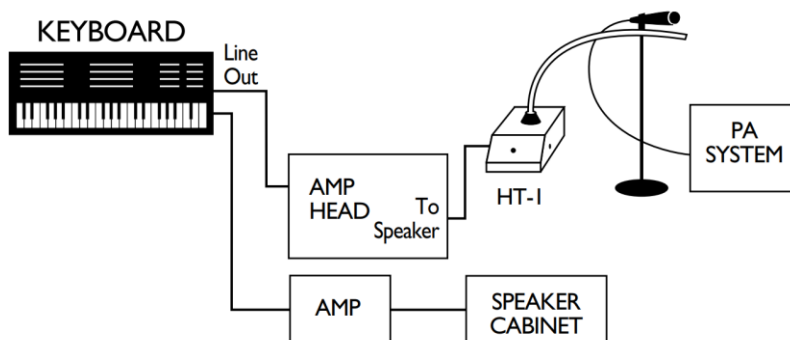 KEYBOARD
Line
Out
AMP
HEAD
To
Speaker
HT-1
PA
SYSTEM
AMP
SPEAKER
CABINET